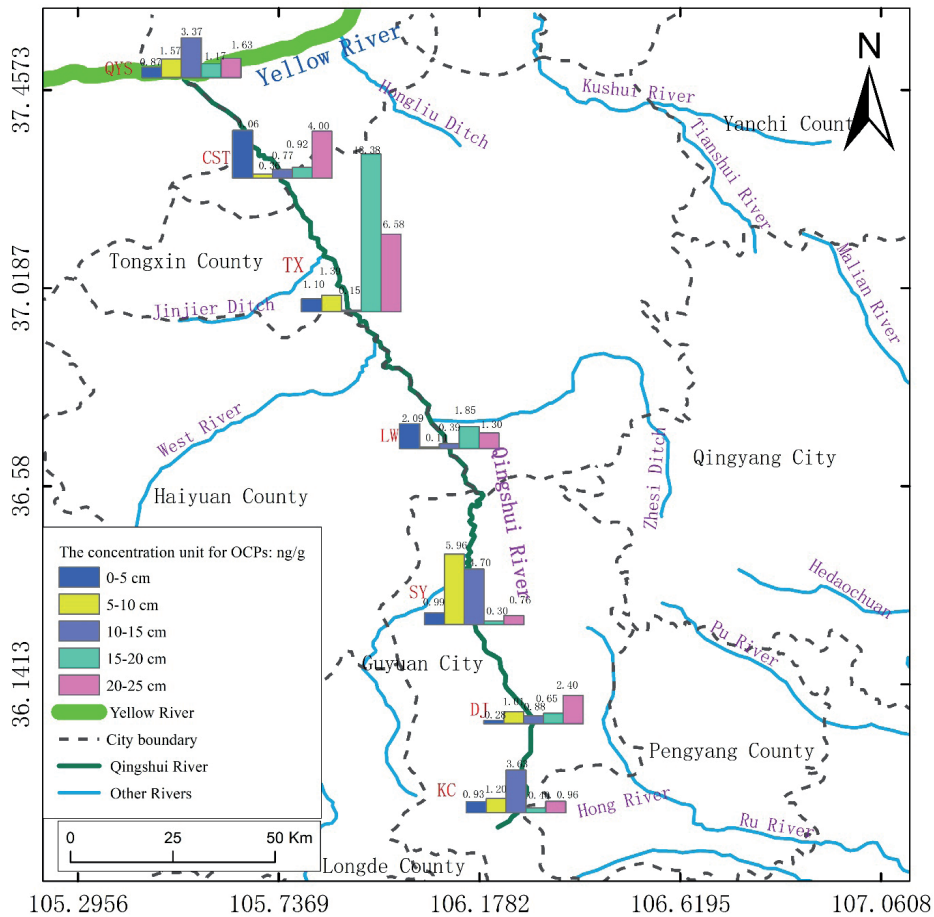 3.37
1.57
0.87
1.17
1.63
QYS
Yellow River
N
37.4573
Hongliu Ditch
Kushui River
Yanchi Count
Tianshui River
06
0.77
0.92
4.00
CST
Tongxin County
TX
1.10
0.15
6.58
37.0187
Jinjier Ditch
Malian River
2.09
0.39
1.85
1.30
LW
West River
Qingshui River
Zhesi Ditch
Qingyang City
36.58
Haiyuan County
The concentration unit for OCPs: ng/g
0-5 cm
5-10 cm
10-15 cm
15-20 cm
20-25 cm
Yellow River
City boundary
Qingshui River
Other Rivers
0 25 50 Km
5.96
.70
0.99
0.30
0.76
SY
Hedaochuan
Pu River
Guyuan City
36.1413
DJ
0.28
0.88
0.65
2.40
Pengyang County
KC
0.93
1.20
0.96
Hong River
Ru River
Longde County
105.2956 105.7369 106.1782 106.6195 107.0608